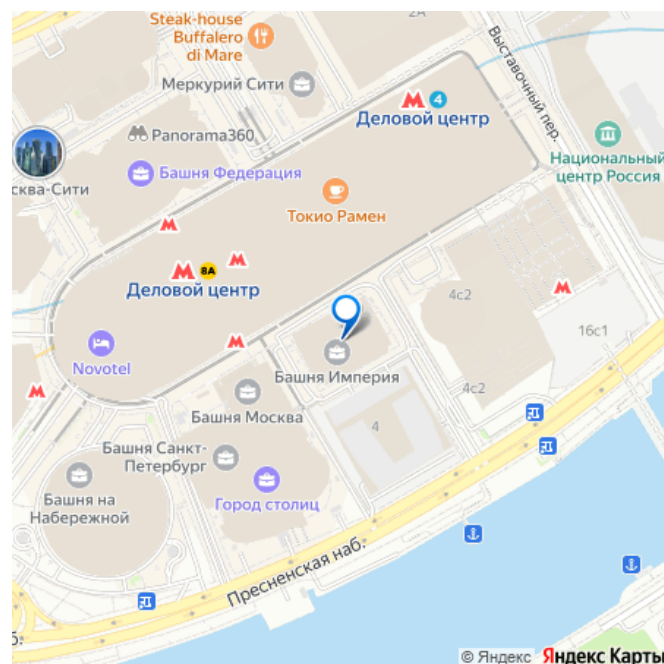 Steak-house
Buffalero
di Mare
2А
Выставочный пер.
Меркурий Сити
4
Деловой центр
Panorama360
Национальный
центр Россия
сква-Сити
Башня Федерация
Токио Рамен
8А
Деловой центр
4с2
16с1
Novotel
Башня Империя
4с2
Башня Москва
4
Башня Санкт-
Петербург
Башня на
Набережной
Город столиц
Пресненская наб.
б.
5.
© Яндекс Яндекс Карты